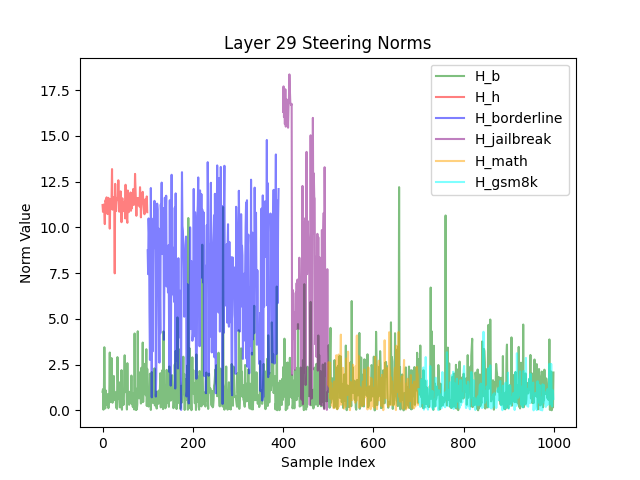 Layer 29 Steering Norms
Norm Value
17.5
15.0
12.5
10.0
7.5
5.0
2.5
0.0
H_b
H_h
H_borderline
H_jailbreak
H_math
H_gsm8k
0
200
400
600
800
1000
Sample Index